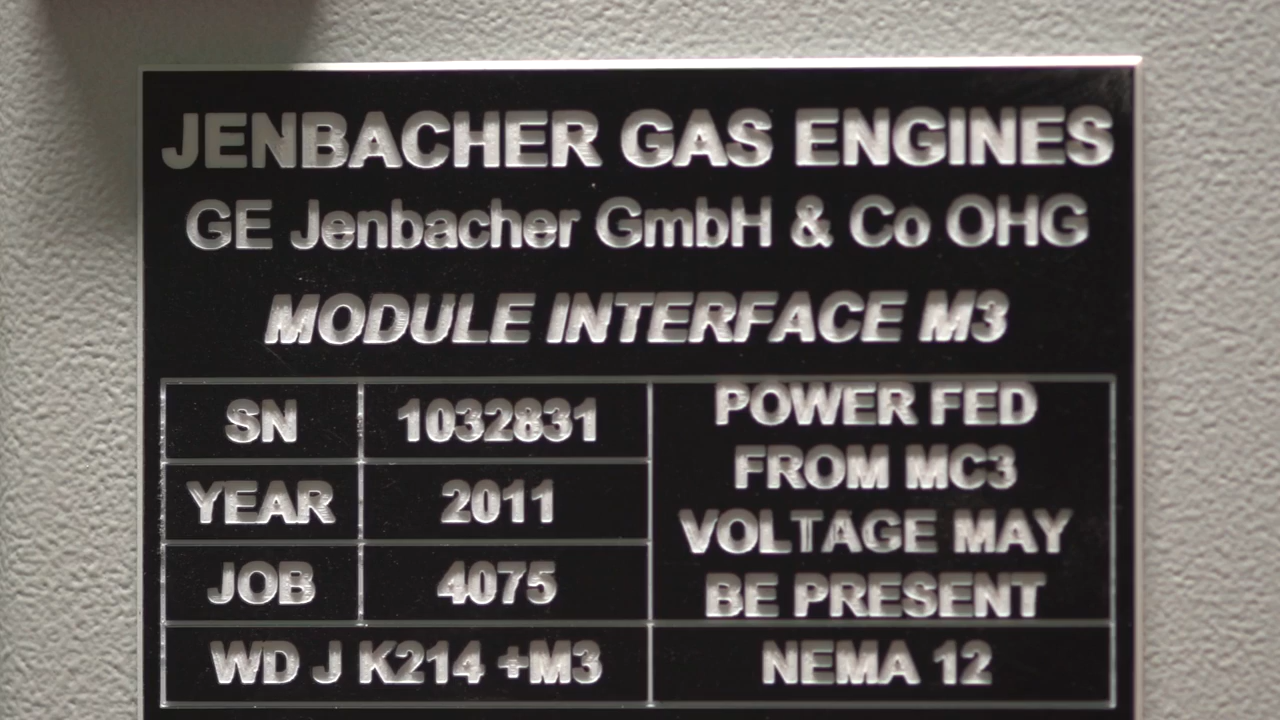 JENBACHER GAS ENGINES
GE Jenbacher GmbH & Co OHG
MODULE INTERFACE M3
SN 1032831
YEAR 2011
JOB 4075
WD J K214 +M3
POWER FED
FROM MC3
VOLTAGE MAY
BE PRESENT
NEMA 12